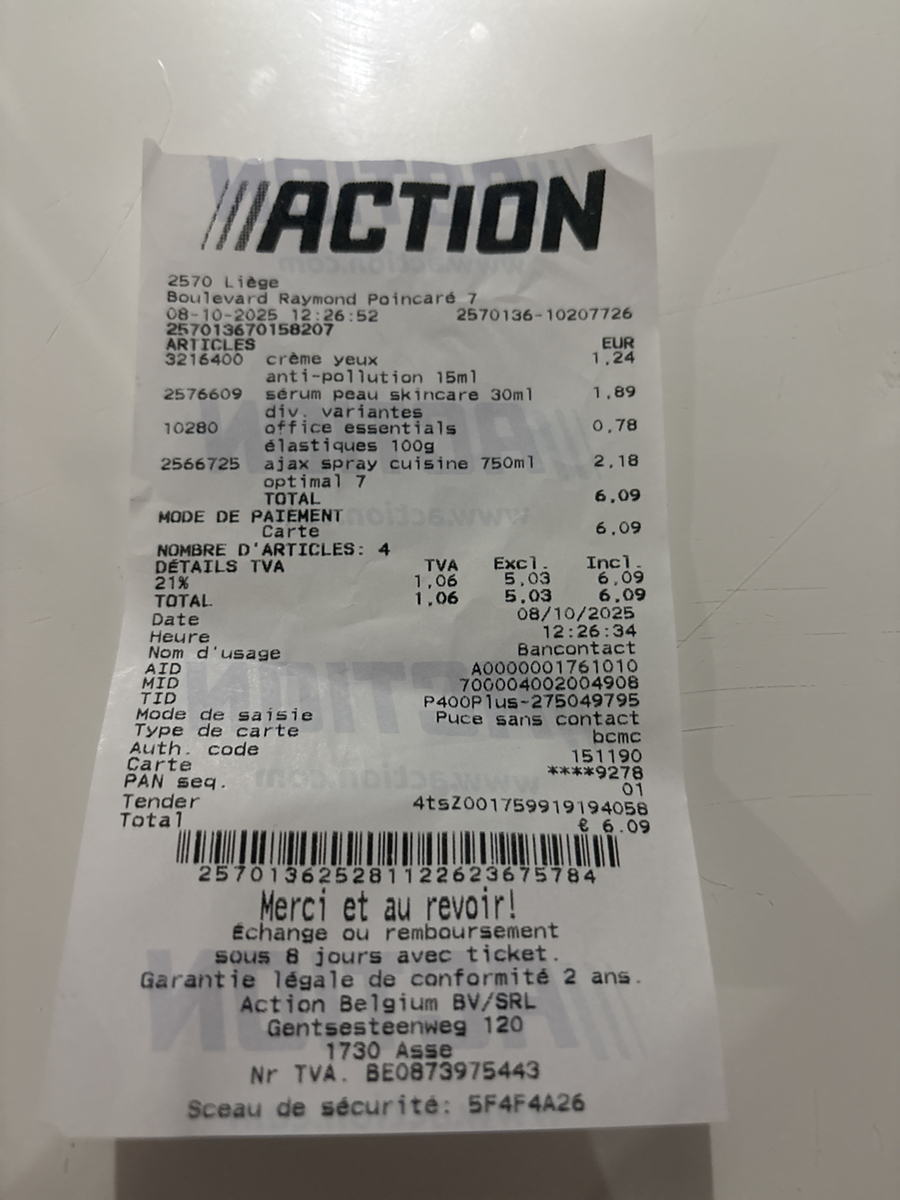 ACTION
2570 Liège
Boulevard Raymond Poincaré 7
08-10-2025 12:26:52 2570136-10207726
257013670158207
ARTICLES EUR
3216400 crème yeux 1,24
anti-pollution 15ml
2576609 sérum peau skincare 30ml 1,89
div. variantes
10280 office essentials 0,78
élastiques 100g
2566725 ajax spray cuisine 750ml 2,18
optimal 7
TOTAL 6,09
MODE DE PAIEMENT
Carte 6,09
NOMBRE D'ARTICLES: 4
DÉTAILS TVA TVA Excl. Incl.
21% 1,06 5,03 6,09
TOTAL 1,06 5,03 6,09
Date 08/10/2025
Heure 12:26:34
Nom d'usage Bancontact
AID A0000001761010
MID 700004002004908
TID P400Plus-275049795
Mode de saisie Puce sans contact
Type de carte bcmc
Auth. code 151190
Carte ****9278
PAN seq. 01
Tender 4tsZ001759919194058
Total € 6.09
257013625281122623675784
Merci et au revoir!
Échange ou remboursement
sous 8 jours avec ticket.
Garantie légale de conformité 2 ans.
Action Belgium BV/SRL
Gentsesteenweg 120
1730 Asse
Nr TVA. BE0873975443
Sceau de sécurité: 5F4F4A26